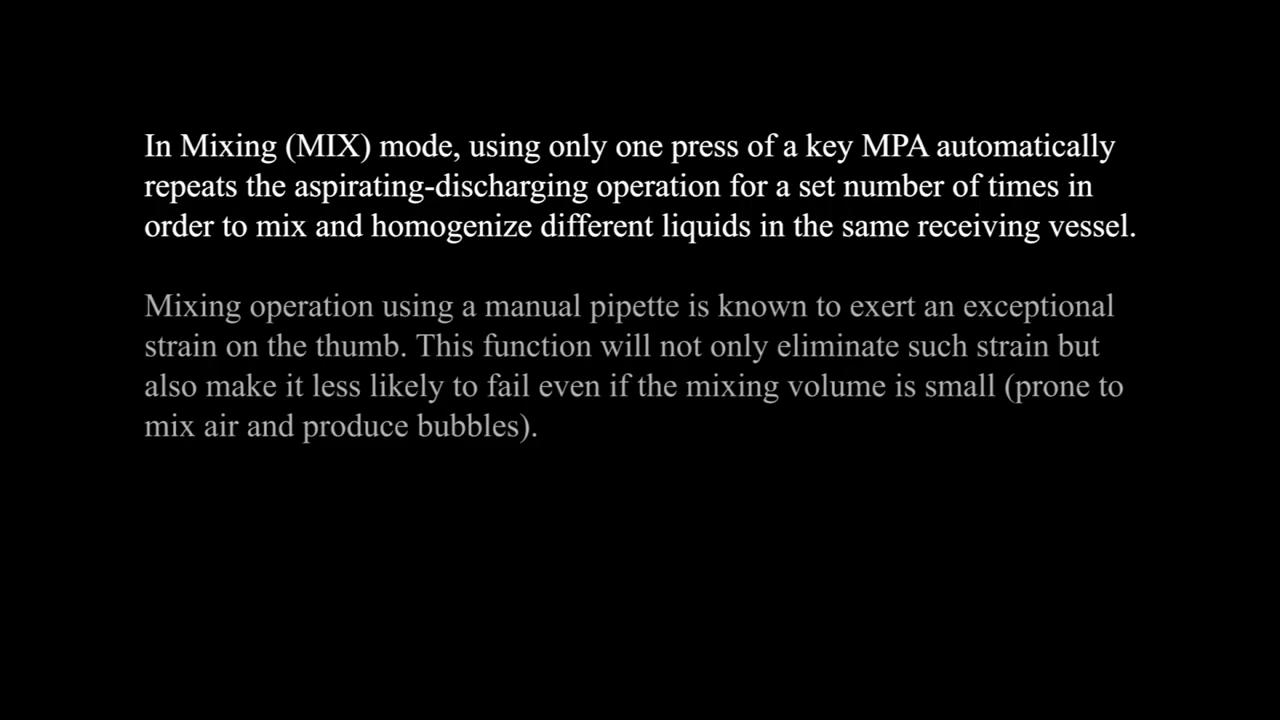 In Mixing (MIX) mode, using only one press of a key MPA automatically
repeats the aspirating-discharging operation for a set number of times in
order to mix and homogenize different liquids in the same receiving vessel.
Mixing operation using a manual pipette is known to exert an exceptional
strain on the thumb. This function will not only eliminate such strain but
also make it less likely to fail even if the mixing volume is small (prone to
mix air and produce bubbles).